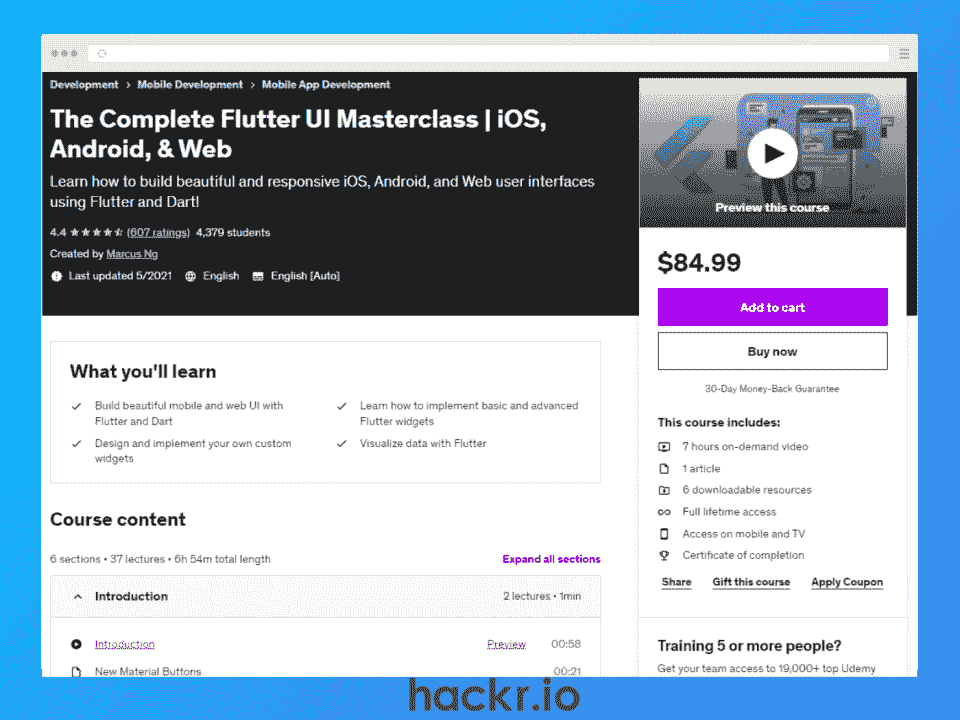 Development > Mobile Development > Mobile App Development
The Complete Flutter UI Masterclass | iOS,
Android, & Web
Learn how to build beautiful and responsive iOS, Android, and Web user interfaces
using Flutter and Dart!
4.4 ★★★★⯪ (607 ratings) 4,379 students
Created by Marcus Ng
Last updated 5/2021 English English [Auto]
Preview this course
$84.99
Add to cart
Buy now
30-Day Money-Back Guarantee
This course includes:
7 hours on-demand video
1 article
6 downloadable resources
Full lifetime access
Access on mobile and TV
Certificate of completion
Share Gift this course Apply Coupon
Training 5 or more people?
Get your team access to 19,000+ top Udemy
What you'll learn
Build beautiful mobile and web UI with
Flutter and Dart
Design and implement your own custom
widgets
Learn how to implement basic and advanced
Flutter widgets
Visualize data with Flutter
Course content
6 sections • 37 lectures • 6h 54m total length
Expand all sections
Introduction 2 lectures • 1min
Introduction Preview 00:58
New Material Buttons 00:21
hackr.io